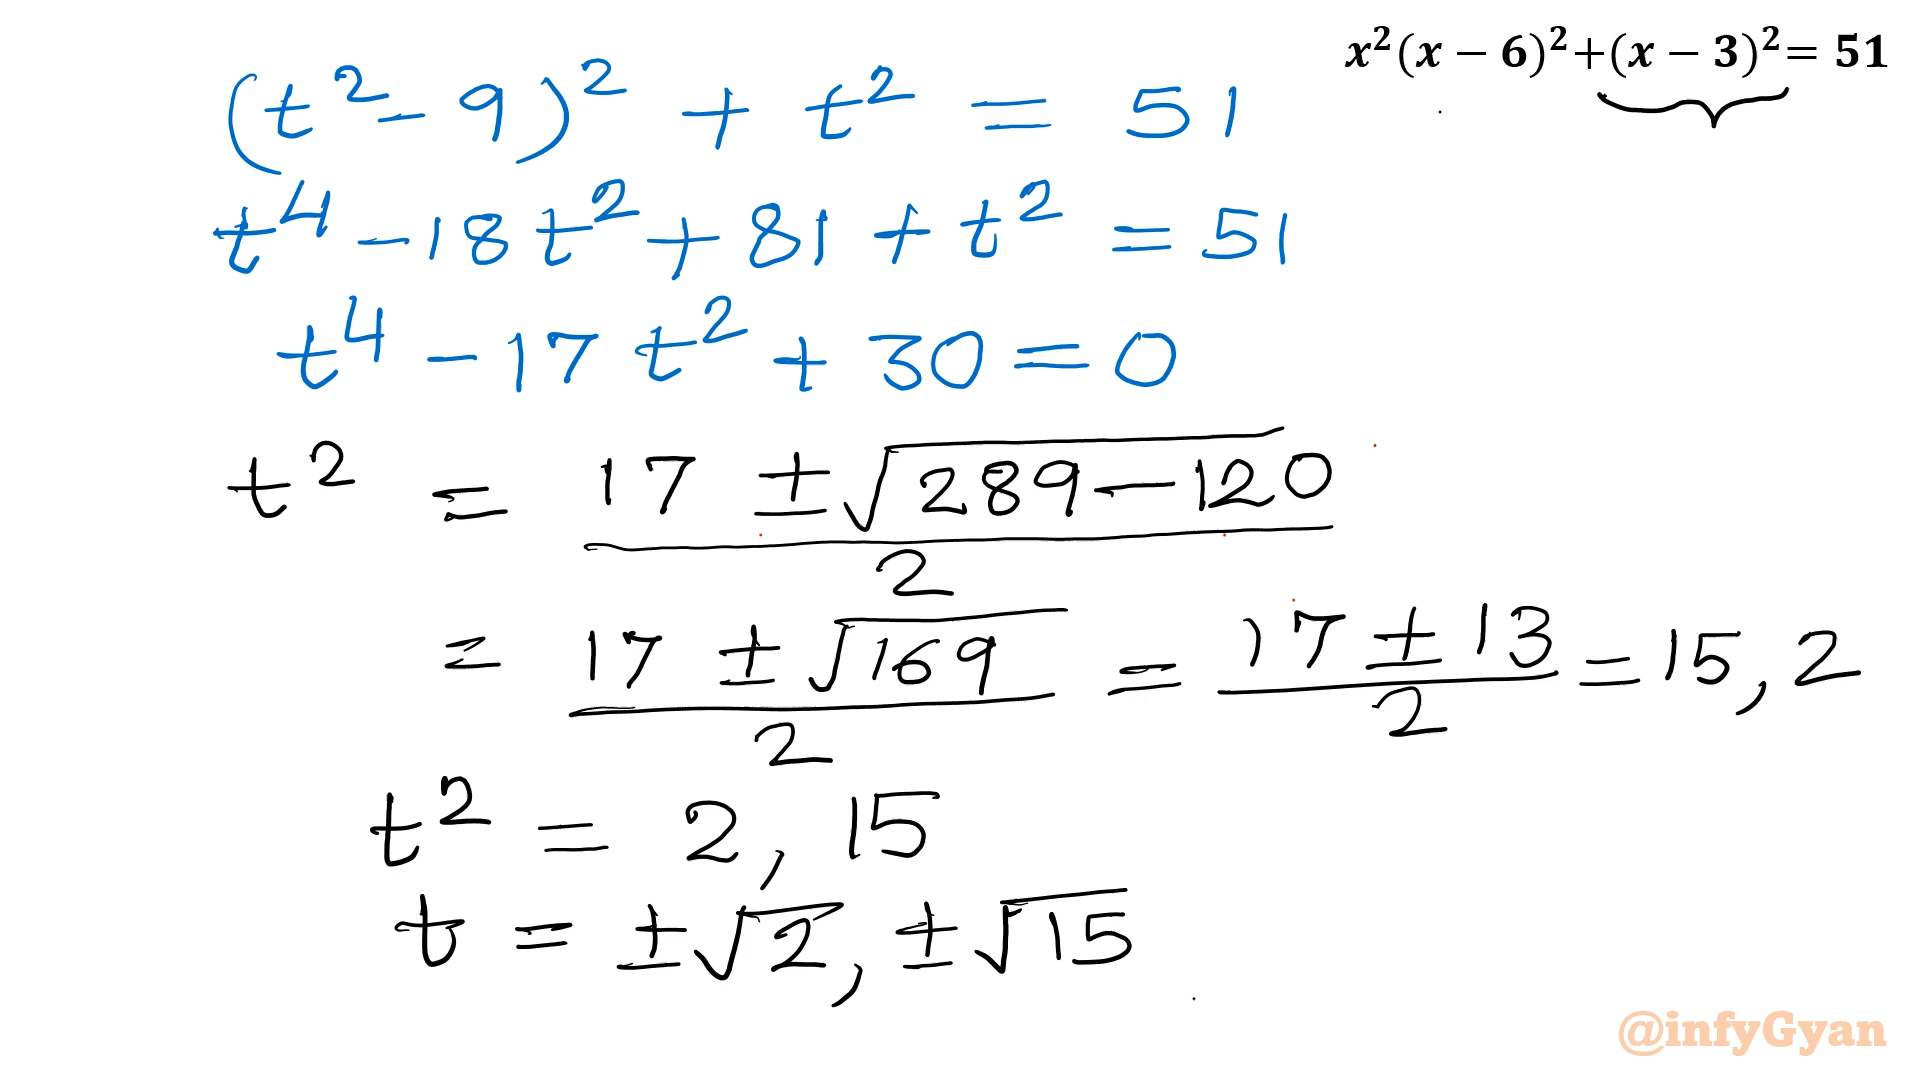 x²(x − 6)²+(x − 3)²= 51
(t² - 9)² + t² = 51
t⁴ - 18t² + 81 + t² = 51
t⁴ - 17t² + 30 = 0
t² = (17 ± √(289 - 120))/2
= (17 ± √169)/2 = (17 ± 13)/2 = 15, 2
t² = 2, 15
t = ±√2, ±√15
@infyGyan